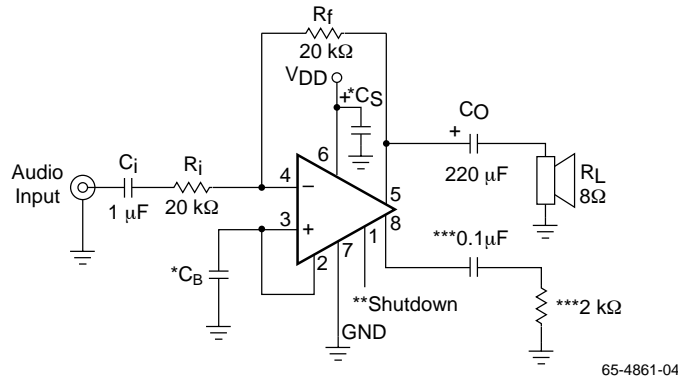 Rf
20 kΩ
VDD
+ *CS
CO
+
220 µF
RL
8Ω
Audio
Input
Ci
1 µF
Ri
20 kΩ
6
4
−
3
+
5
8
2
7
1
*CB
**Shutdown
GND
***0.1µF
***2 kΩ
65-4861-04